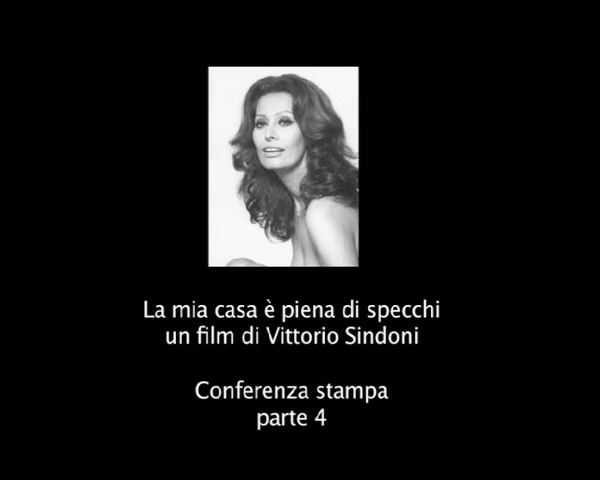 La mia casa è piena di specchi
un film di Vittorio Sindoni
Conferenza stampa
parte 4